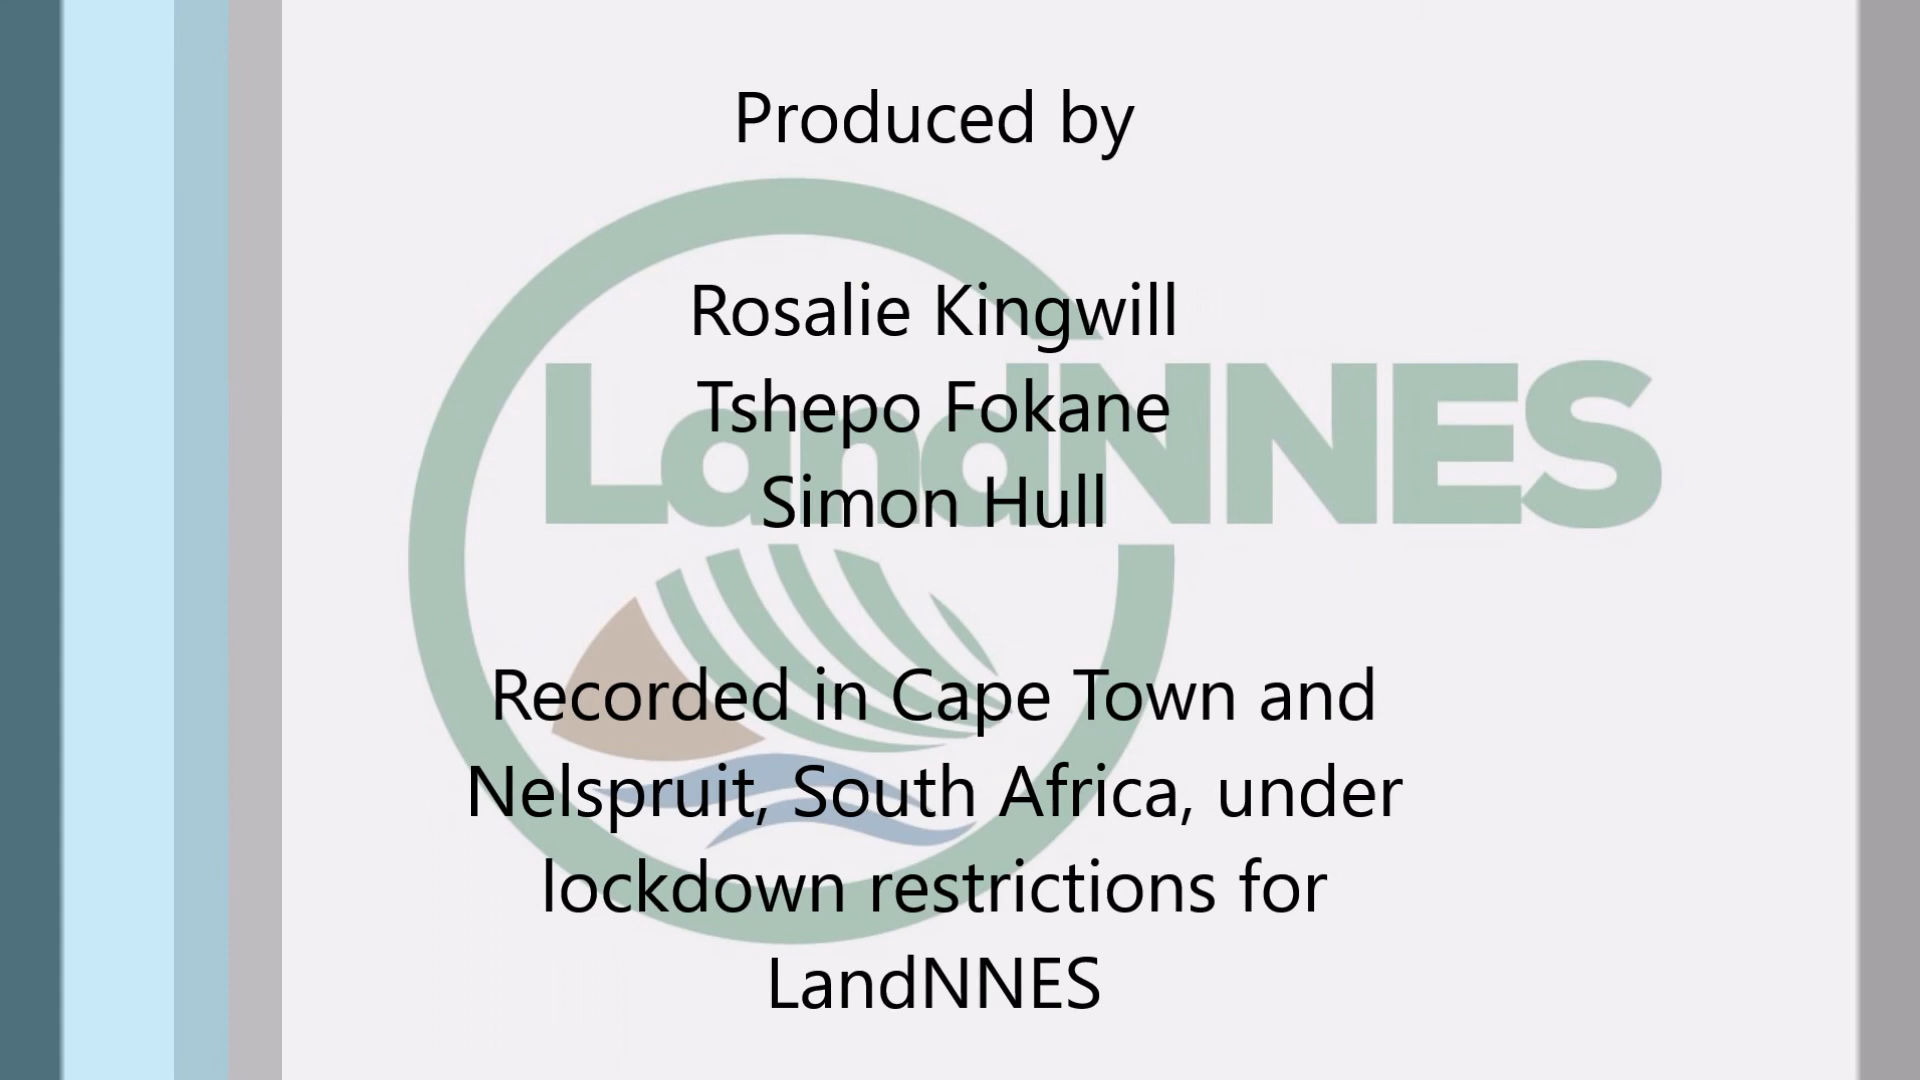 Produced by
Rosalie Kingwill
Tshepo Fokane
Simon Hull
LandNNES
Recorded in Cape Town and
Nelspruit, South Africa, under
lockdown restrictions for
LandNNES